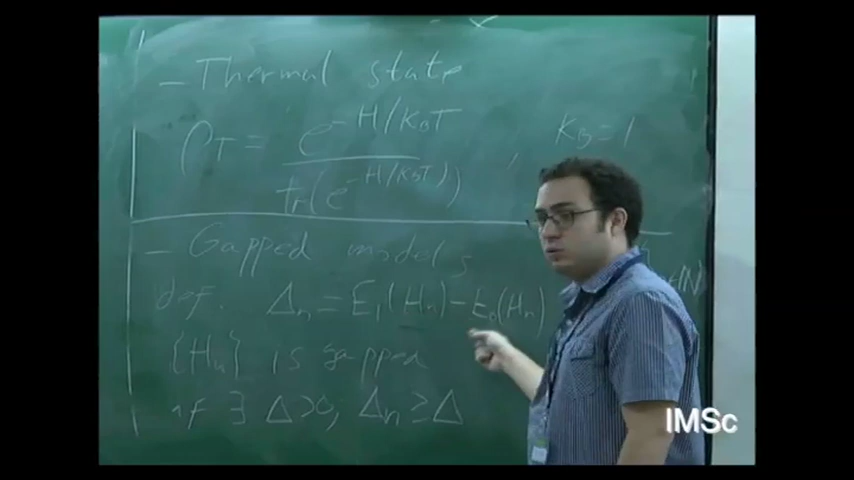 - Thermal state
ρT = e^-H/KBT / tr(e^-H/KBT) , KB=1
- Gapped models
def. Δn = E1(Hn) - E0(Hn)
{Hn} is gapped
if ∃ Δ>0, Δn ≥ Δ
IMSc